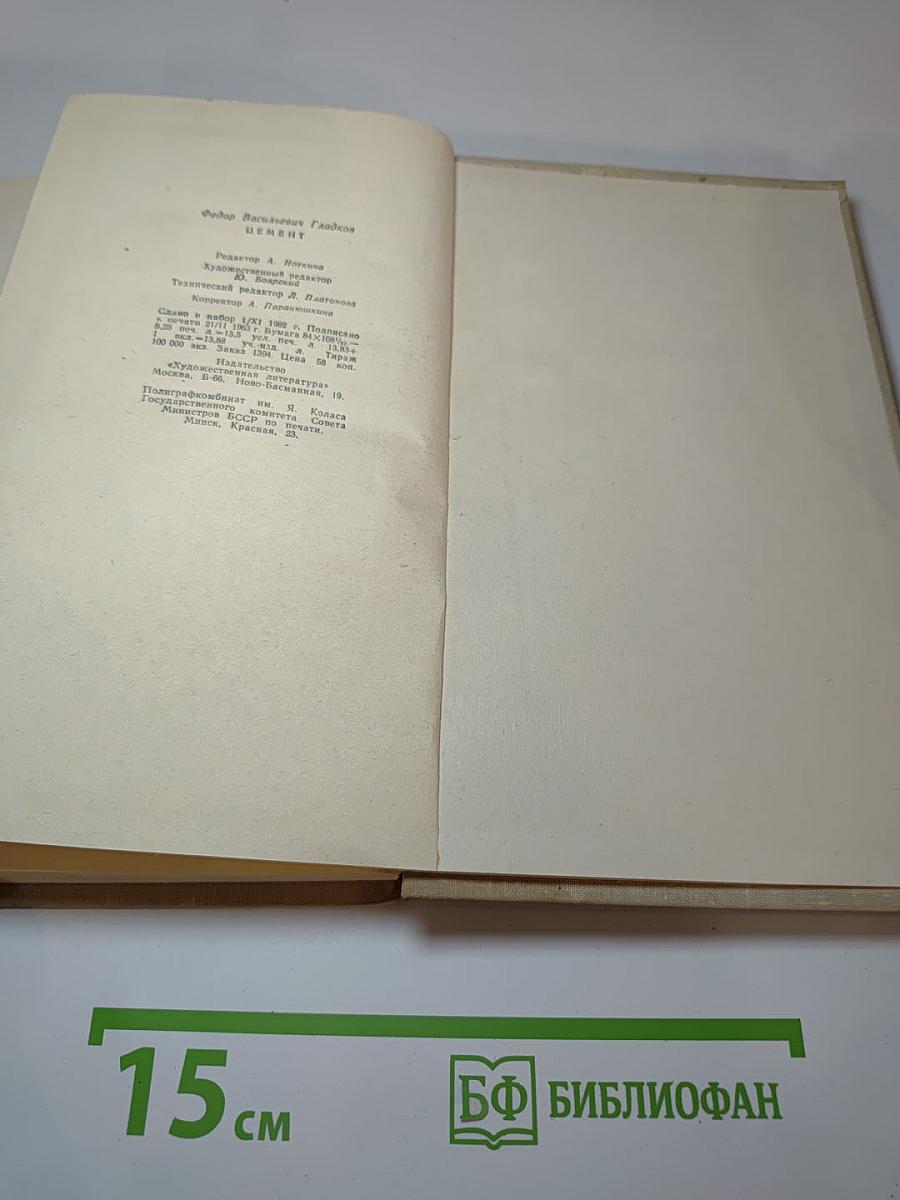 Федор Васильевич Гладков
ЦЕМЕНТ
Редактор А. Ноткина
Художественный редактор
Ю. Боярский
Технический редактор Л. Платонова
Корректор А. Паранюшкина
Сдано в набор 1/XI 1962 г. Подписано
к печати 21/II 1963 г. Бумага 84×108¹/₃₂—
8,25 печ. л.=13,5 усл. печ. л. 13,83+
1 вкл.=13,88 уч.-изд. л. Тираж
100 000 экз. Заказ 1394. Цена 58 коп.
Издательство
«Художественная литература»
Москва, Б-66, Ново-Басманная, 19.
Полиграфкомбинат им. Я. Коласа
Государственного комитета Совета
Министров БССР по печати.
Минск, Красная, 23.
15 см
БФ БИБЛИОФАН